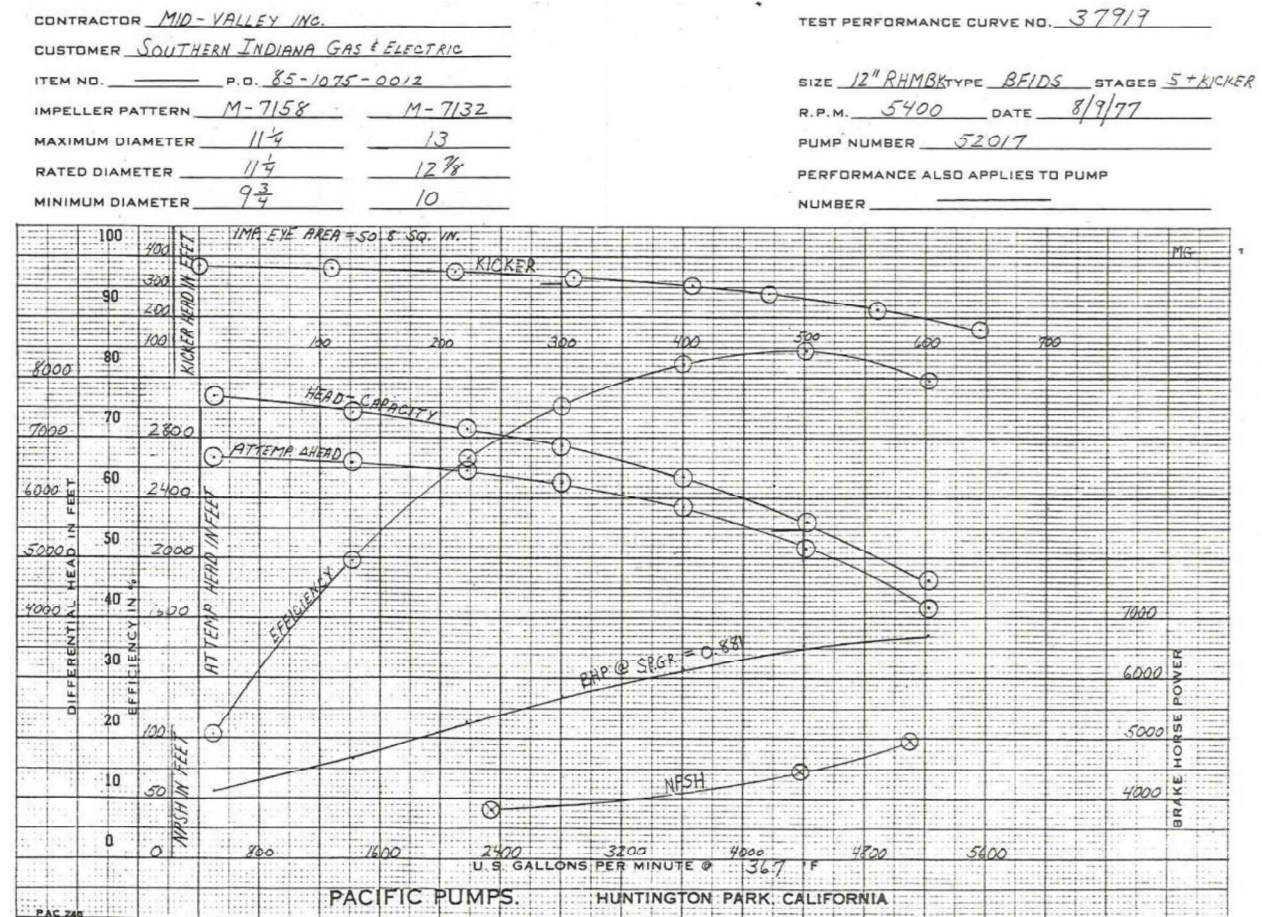 CONTRACTOR MID-VALLEY INC.
TEST PERFORMANCE CURVE NO. 37919
CUSTOMER SOUTHERN INDIANA GAS & ELECTRIC
ITEM NO. P.O. 85-1075-0012
SIZE 12" RHMBK TYPE BFIDS STAGES 5 + KICKER
IMPELLER PATTERN M-7158 M-7132
R.P.M. 5400 DATE 8/9/77
MAXIMUM DIAMETER 11 1/4 13
PUMP NUMBER 52017
RATED DIAMETER 11 1/4 12 7/8
PERFORMANCE ALSO APPLIES TO PUMP
MINIMUM DIAMETER 9 3/4 10
NUMBER
IMP. EYE AREA = 50.8 SQ. IN.
MG
KICKER
KICKER HEAD IN FEET
400
300
200
100
100 200 300 400 500 600 700
HEAD-CAPACITY
ATTEMP. AHEAD
EFFICIENCY
BHP @ SP.GR. = 0.881
NPSH
DIFFERENTIAL HEAD IN FEET
8000
7000
6000
5000
4000
EFFICIENCY IN %
100
90
80
70
60
50
40
30
20
10
0
ATTEMP HEAD IN FEET
2800
2400
2000
1600
NPSH IN FEET
100
50
0
BRAKE HORSE POWER
7000
6000
5000
4000
800 1600 2400 3200 4000 4800 5600
U.S. GALLONS PER MINUTE @ 367 °F
PACIFIC PUMPS. HUNTINGTON PARK, CALIFORNIA
PAC 240